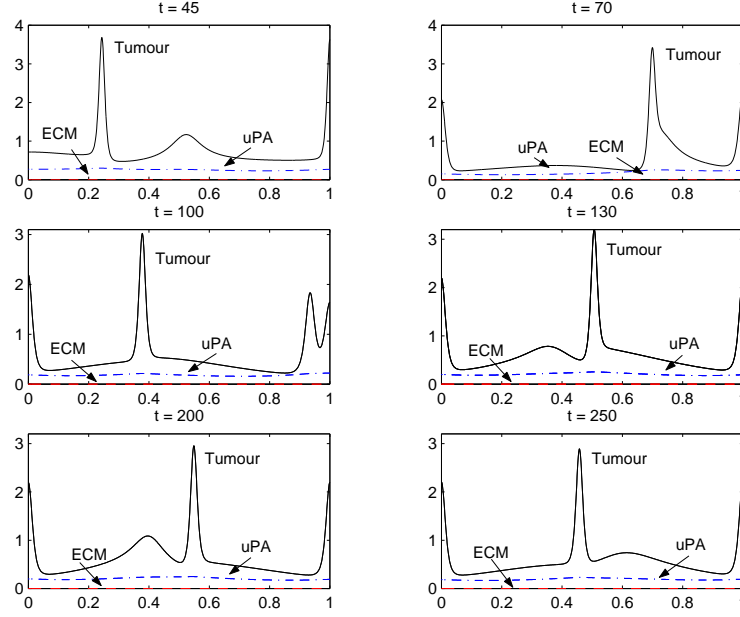 t = 45
4
3
2
1
0
Tumour
ECM
uPA
0 0.2 0.4 0.6 0.8 1
t = 70
4
3
2
1
0
Tumour
uPA
ECM
0 0.2 0.4 0.6 0.8
t = 100
3
2
1
0
Tumour
ECM
uPA
0 0.2 0.4 0.6 0.8 1
t = 130
3
2
1
0
Tumour
ECM
uPA
0 0.2 0.4 0.6 0.8
t = 200
3
2
1
0
Tumour
ECM
uPA
0 0.2 0.4 0.6 0.8 1
t = 250
3
2
1
0
Tumour
ECM
uPA
0 0.2 0.4 0.6 0.8